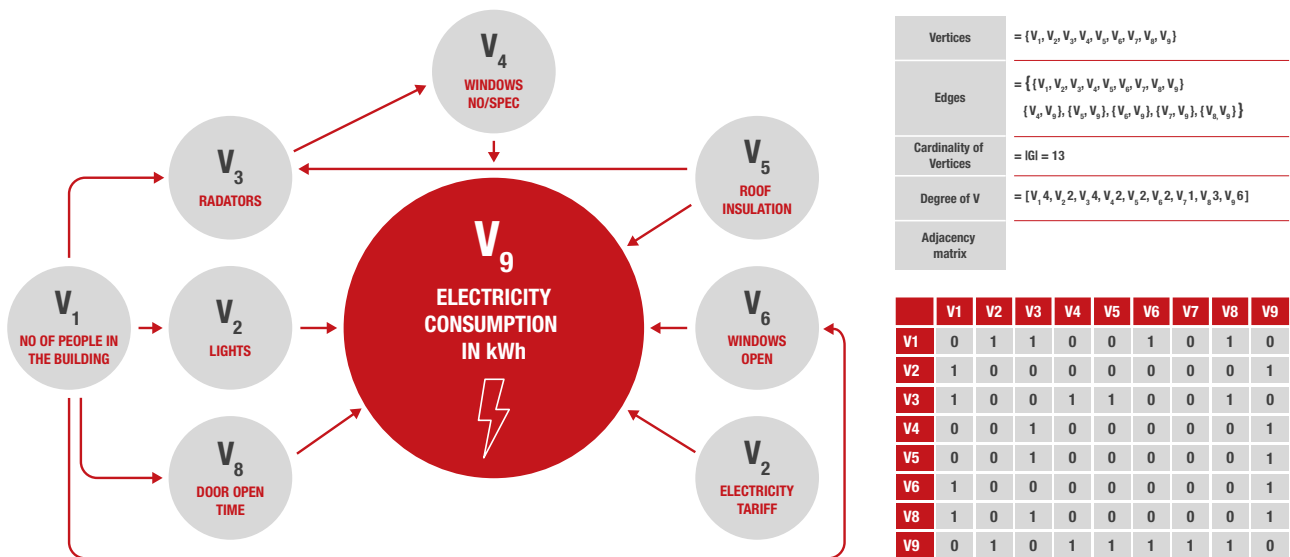 V4
WINDOWS
NO/SPEC
V3
RADATORS
V5
ROOF
INSULATION
V9
ELECTRICITY
CONSUMPTION
IN kWh
V1
NO OF PEOPLE IN
THE BUILDING
V2
LIGHTS
V6
WINDOWS
OPEN
V8
DOOR OPEN
TIME
V2
ELECTRICITY
TARIFF
Vertices = {V1, V2, V3, V4, V5, V6, V7, V8, V9}
Edges = {{V1, V2, V3, V4, V5, V6, V7, V8, V9}
{V4, V9}, {V5, V9}, {V6, V9}, {V7, V9}, {V8, V9}}
Cardinality of
Vertices = IGI = 13
Degree of V = [V1 4, V2 2, V3 4, V4 2, V5 2, V6 2, V7 1, V8 3, V9 6]
Adjacency
matrix
V1 V2 V3 V4 V5 V6 V7 V8 V9
V1 0 1 1 0 0 1 0 1 0
V2 1 0 0 0 0 0 0 0 1
V3 1 0 0 1 1 0 0 1 0
V4 0 0 1 0 0 0 0 0 1
V5 0 0 1 0 0 0 0 0 1
V6 1 0 0 0 0 0 0 0 1
V8 1 0 1 0 0 0 0 0 1
V9 0 1 0 1 1 1 1 1 0